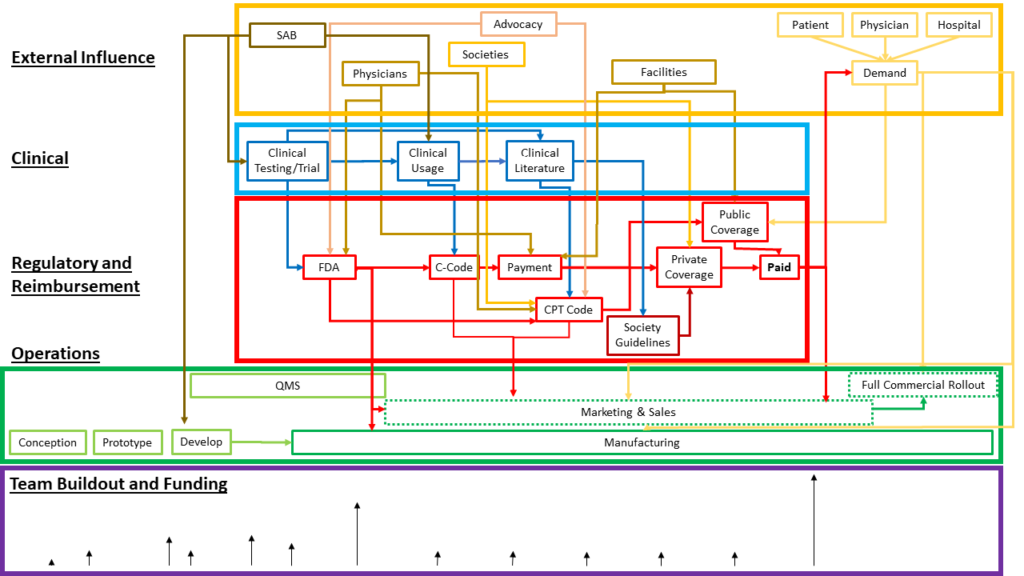 External Influence
SAB
Advocacy
Societies
Physicians
Facilities
Patient
Physician
Hospital
Demand
Clinical
Clinical
Testing/Trial
Clinical
Usage
Clinical
Literature
Regulatory and
Reimbursement
FDA
C-Code
Payment
CPT Code
Private
Coverage
Public
Coverage
Paid
Society
Guidelines
Operations
QMS
Full Commercial Rollout
Marketing & Sales
Conception
Prototype
Develop
Manufacturing
Team Buildout and Funding